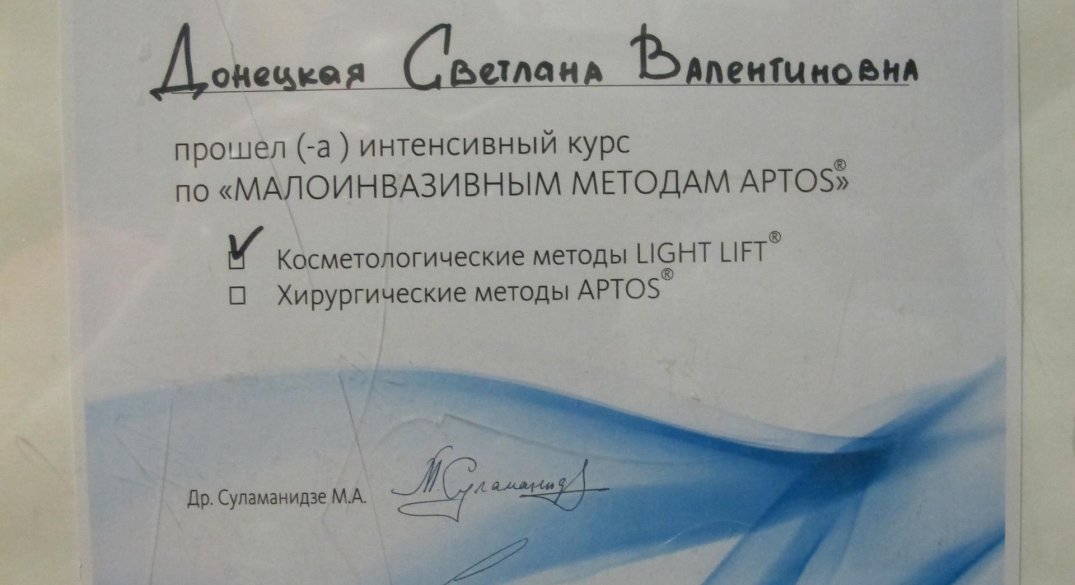 Донецкая Светлана Валентиновна
прошел (-а ) интенсивный курс
по «МАЛОИНВАЗИВНЫМ МЕТОДАМ APTOS®»
Косметологические методы LIGHT LIFT®
Хирургические методы APTOS®
Др. Суламанидзе М.А. М Суламанидзе